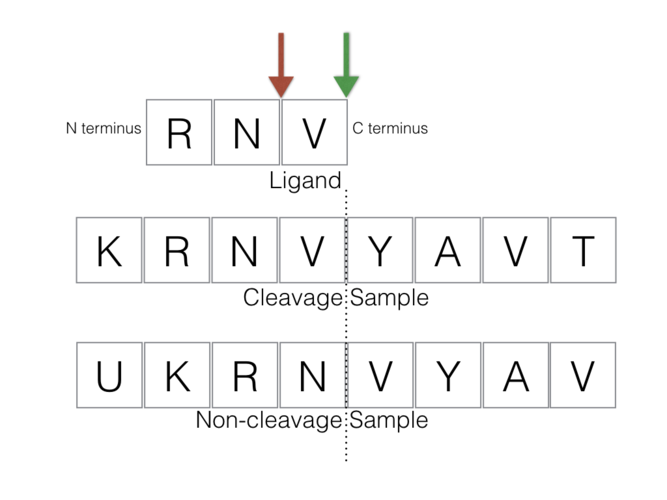 N terminus R N V C terminus
Ligand
K R N V Y A V T
Cleavage Sample
U K R N V Y A V
Non-cleavage Sample